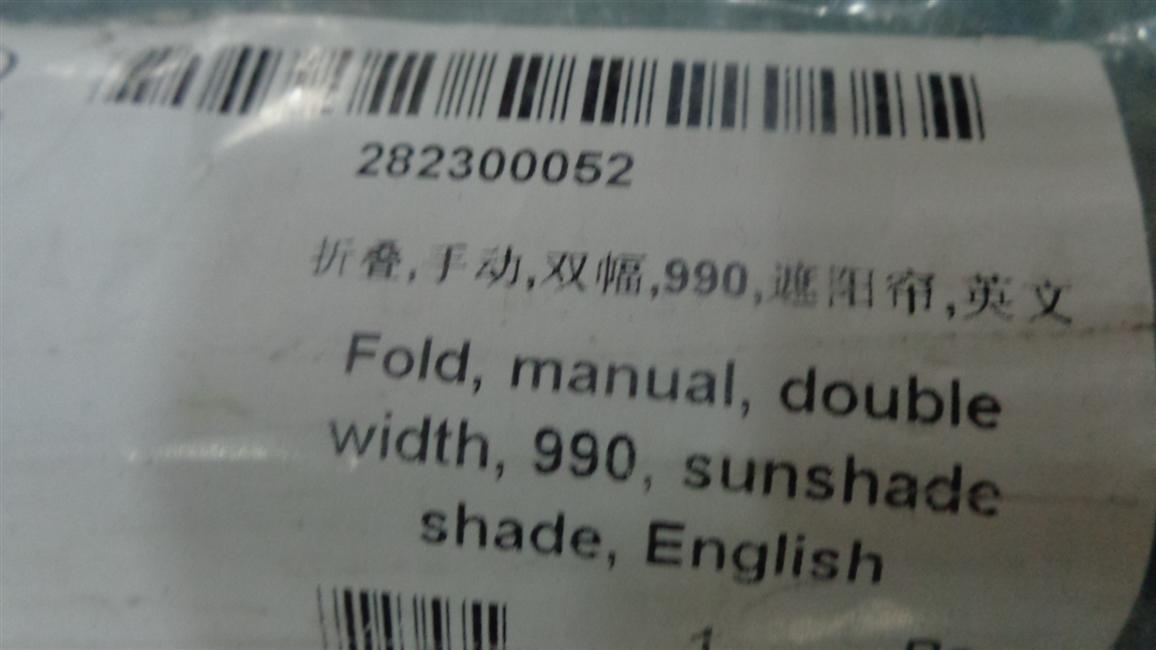 282300052
折叠,手动,双幅,990,遮阳帘,英文
Fold, manual, double
width, 990, sunshade
shade, English
1